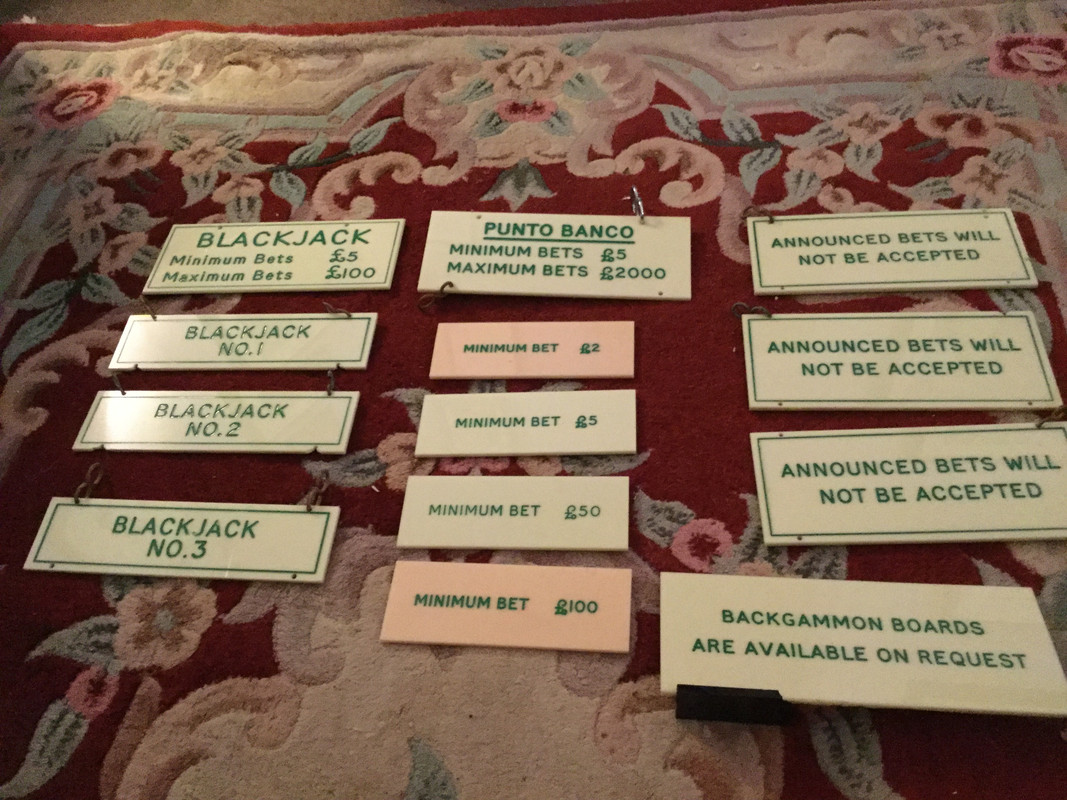 BLACKJACK
Minimum Bets £5
Maximum Bets £100
BLACKJACK
NO.1
BLACKJACK
NO.2
BLACKJACK
NO.3
PUNTO BANCO
MINIMUM BETS £5
MAXIMUM BETS £2000
MINIMUM BET £2
MINIMUM BET £5
MINIMUM BET £50
MINIMUM BET £100
ANNOUNCED BETS WILL
NOT BE ACCEPTED
ANNOUNCED BETS WILL
NOT BE ACCEPTED
ANNOUNCED BETS WILL
NOT BE ACCEPTED
BACKGAMMON BOARDS
ARE AVAILABLE ON REQUEST